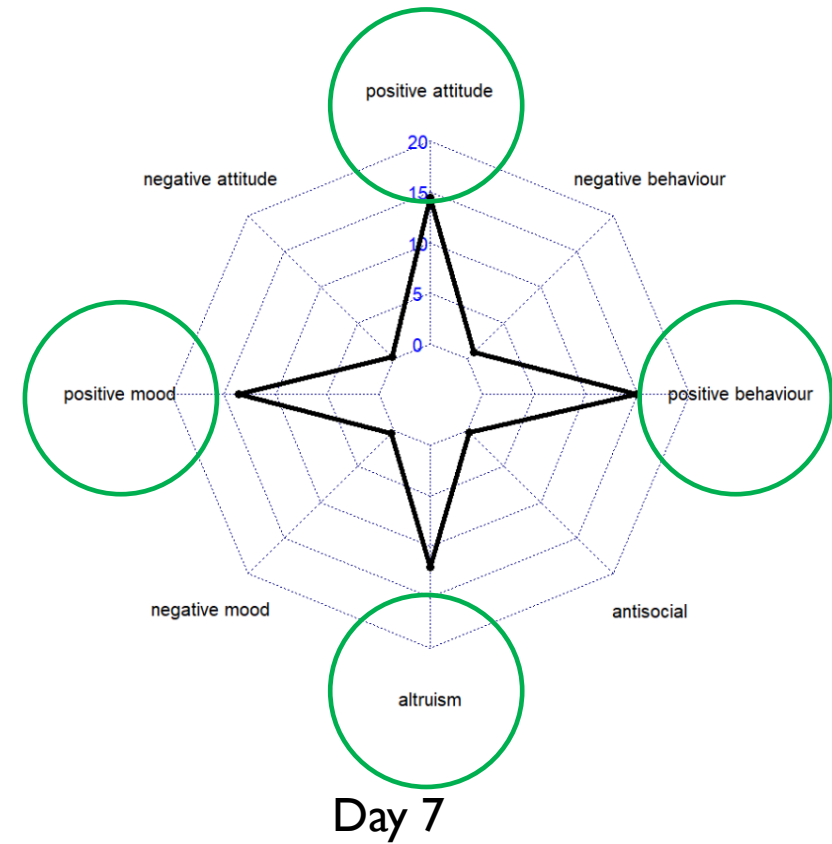 positive attitude
20
negative attitude
negative behaviour
15
10
5
0
positive mood
positive behaviour
negative mood
antisocial
altruism
Day 7